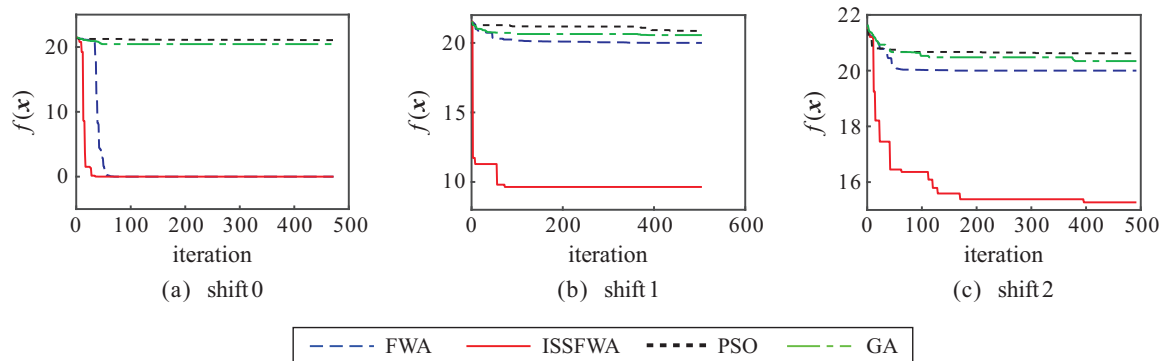 f(x)
20
10
0
0 100 200 300 400 500
iteration
(a) shift 0
f(x)
20
15
10
0 200 400 600
iteration
(b) shift 1
f(x)
22
20
18
16
0 100 200 300 400 500
iteration
(c) shift 2
FWA ISSFWA PSO GA